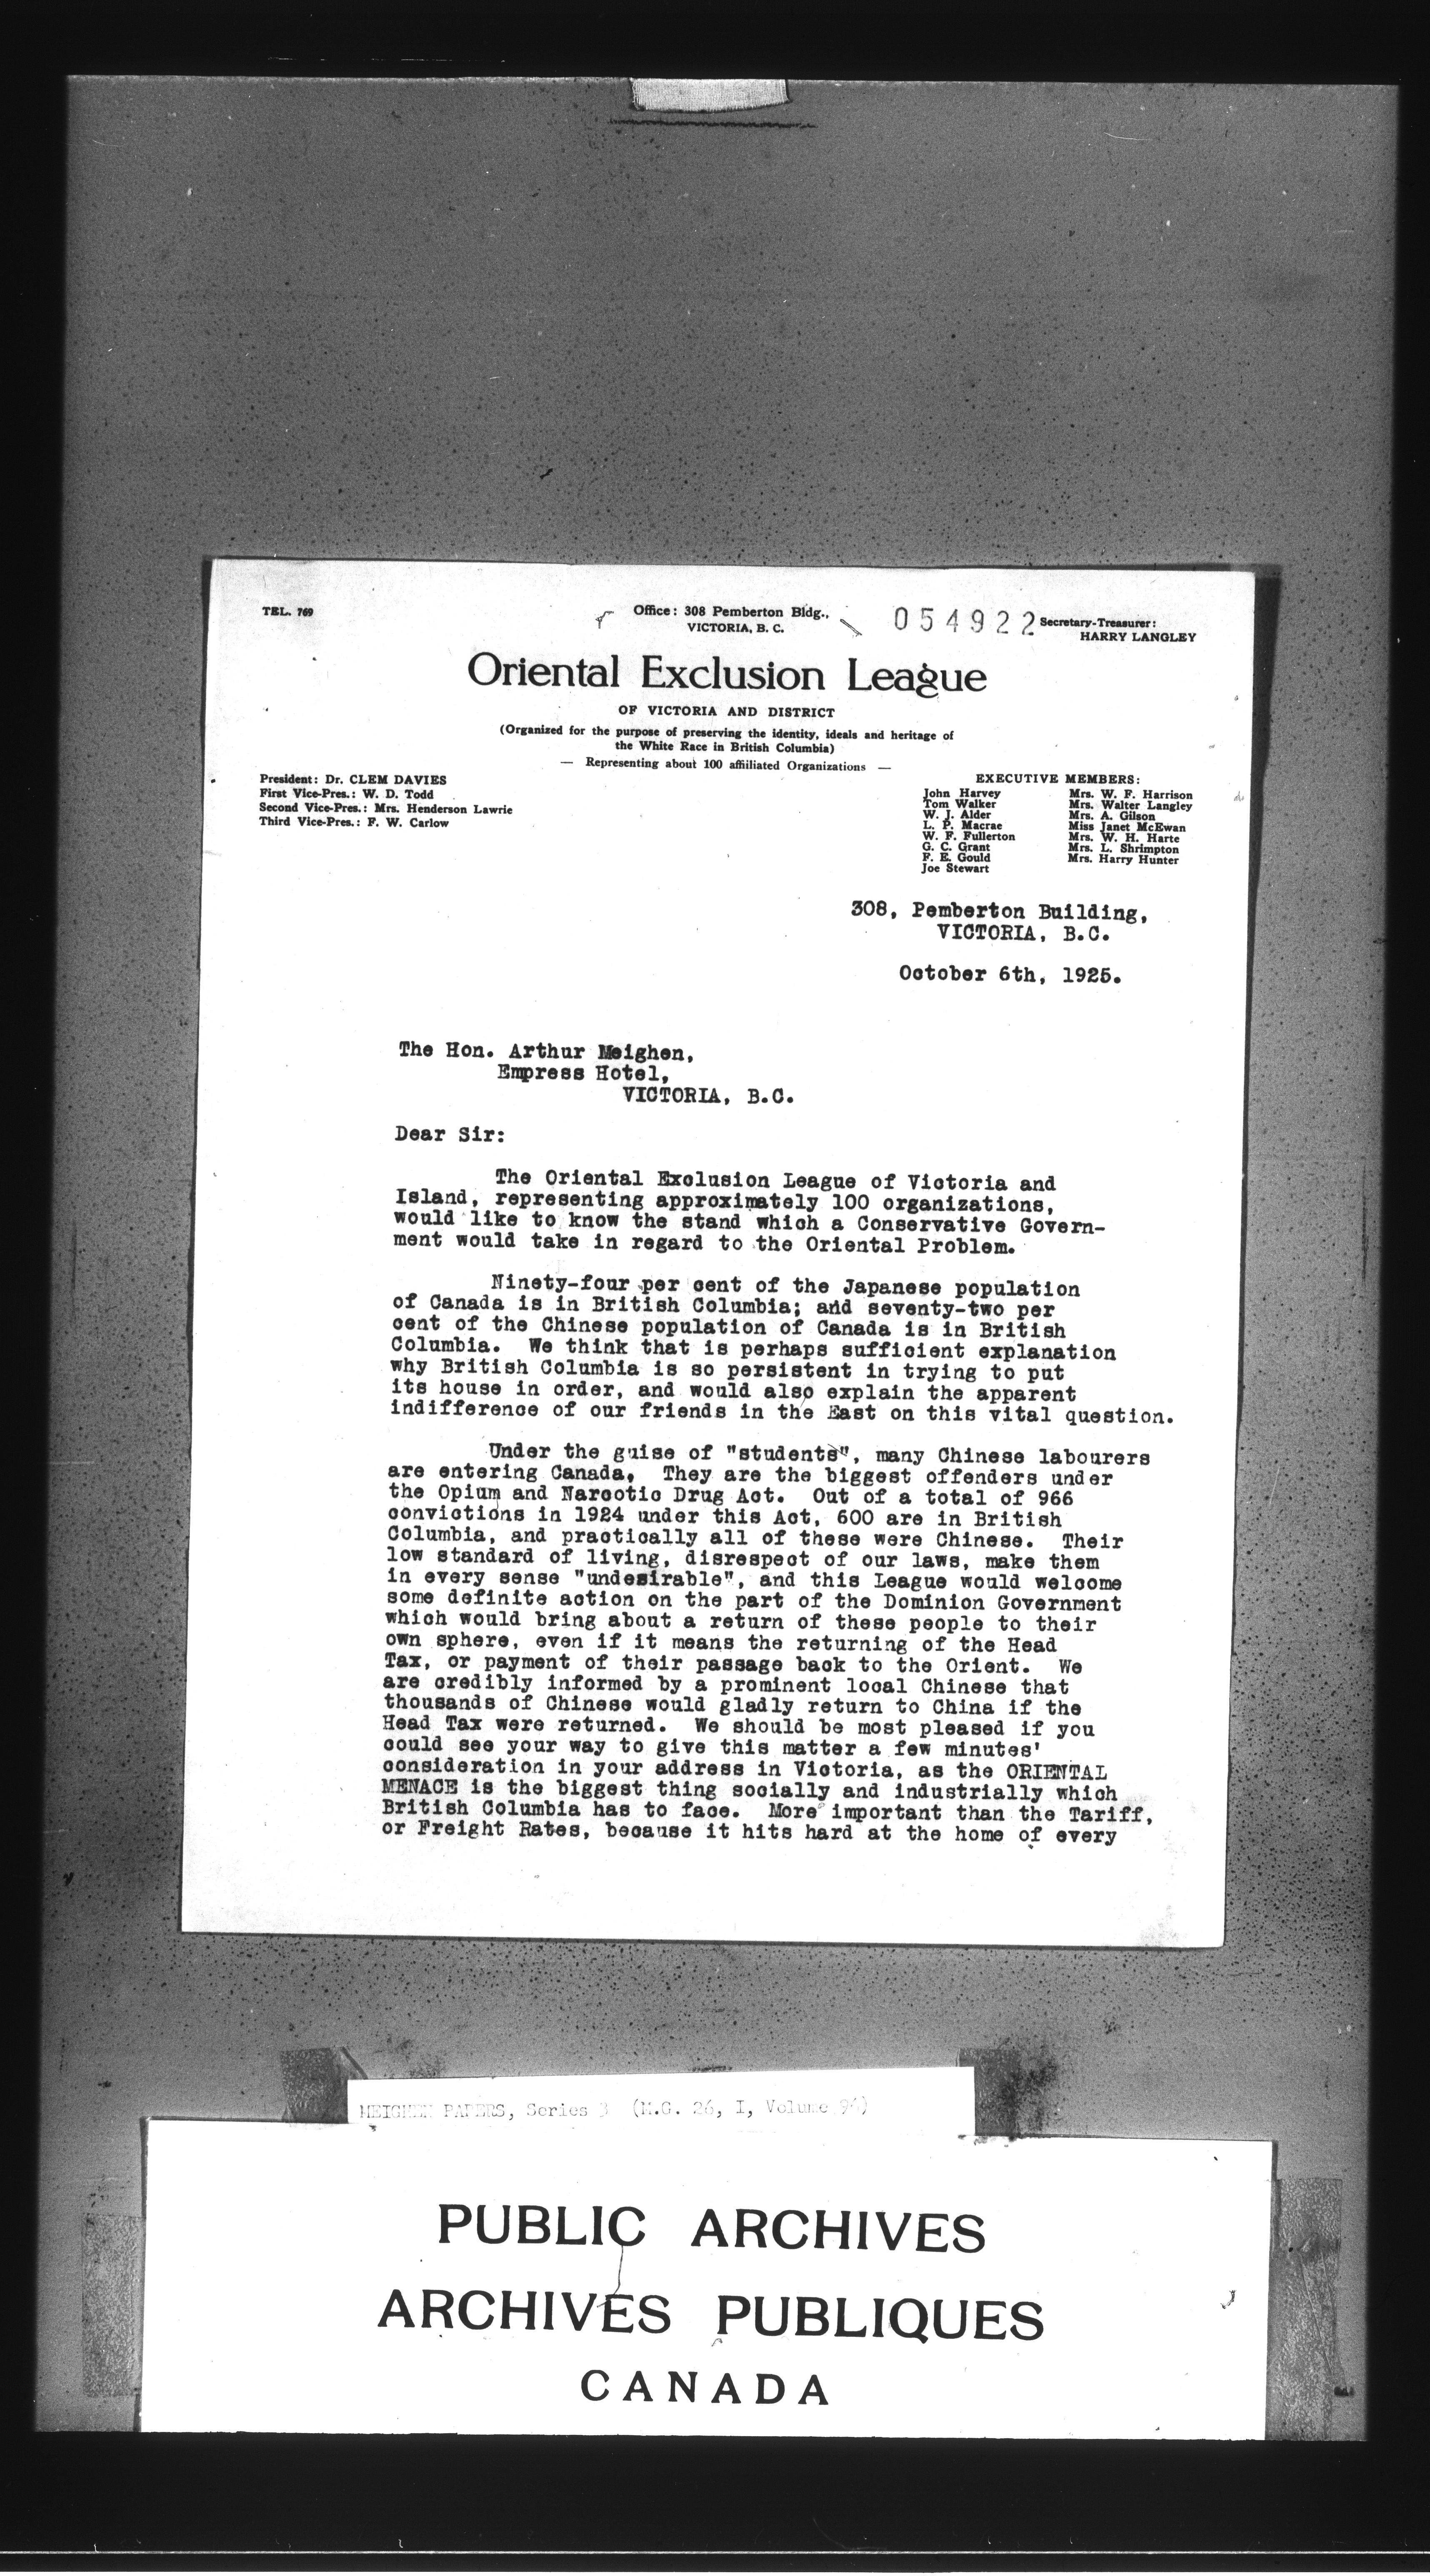 TEL. 769
Office: 308 Pemberton Bldg.,
VICTORIA, B. C.
054922
Secretary-Treasurer:
HARRY LANGLEY
Oriental Exclusion League
OF VICTORIA AND DISTRICT
(Organized for the purpose of preserving the identity, ideals and heritage of
the White Race in British Columbia)
— Representing about 100 affiliated Organizations —
President: Dr. CLEM DAVIES
First Vice-Pres.: W. D. Todd
Second Vice-Pres.: Mrs. Henderson Lawrie
Third Vice-Pres.: F. W. Carlow
EXECUTIVE MEMBERS:
John Harvey
Tom Walker
W. J. Alder
L. P. Macrae
W. F. Fullerton
G. C. Grant
F. E. Gould
Joe Stewart
Mrs. W. F. Harrison
Mrs. Walter Langley
Mrs. A. Gilson
Miss Janet McEwan
Mrs. W. H. Harte
Mrs. L. Shrimpton
Mrs. Harry Hunter
308, Pemberton Building,
VICTORIA, B.C.
October 6th, 1925.
The Hon. Arthur Meighen,
Empress Hotel,
VICTORIA, B.C.
Dear Sir:
The Oriental Exclusion League of Victoria and
Island, representing approximately 100 organizations,
would like to know the stand which a Conservative Govern-
ment would take in regard to the Oriental Problem.
Ninety-four per cent of the Japanese population
of Canada is in British Columbia; and seventy-two per
cent of the Chinese population of Canada is in British
Columbia. We think that is perhaps sufficient explanation
why British Columbia is so persistent in trying to put
its house in order, and would also explain the apparent
indifference of our friends in the East on this vital question.
Under the guise of "students", many Chinese labourers
are entering Canada. They are the biggest offenders under
the Opium and Narcotic Drug Act. Out of a total of 966
convictions in 1924 under this Act, 600 are in British
Columbia, and practically all of these were Chinese. Their
low standard of living, disrespect of our laws, make them
in every sense "undesirable", and this League would welcome
some definite action on the part of the Dominion Government
which would bring about a return of these people to their
own sphere, even if it means the returning of the Head
Tax, or payment of their passage back to the Orient. We
are credibly informed by a prominent local Chinese that
thousands of Chinese would gladly return to China if the
Head Tax were returned. We should be most pleased if you
could see your way to give this matter a few minutes'
consideration in your address in Victoria, as the ORIENTAL
MENACE is the biggest thing socially and industrially which
British Columbia has to face. More important than the Tariff,
or Freight Rates, because it hits hard at the home of every
MEIGHEN PAPERS, Series 3 (M.G. 26, I, Volume 96)
PUBLIC ARCHIVES
ARCHIVES PUBLIQUES
CANADA